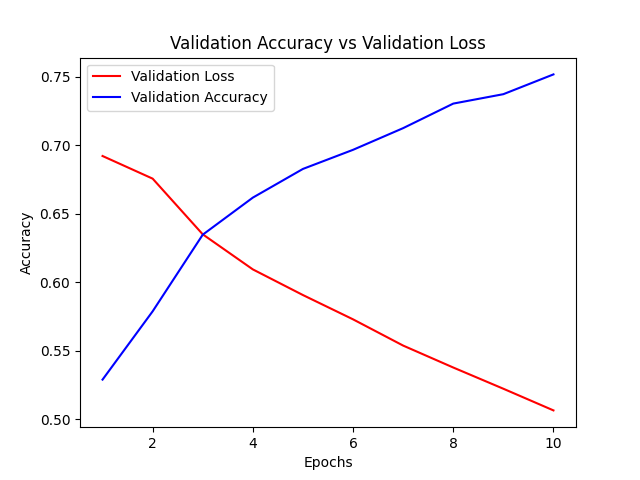 Validation Accuracy vs Validation Loss
Validation Loss
Validation Accuracy
0.75
0.70
0.65
0.60
0.55
0.50
Accuracy
2 4 6 8 10
Epochs